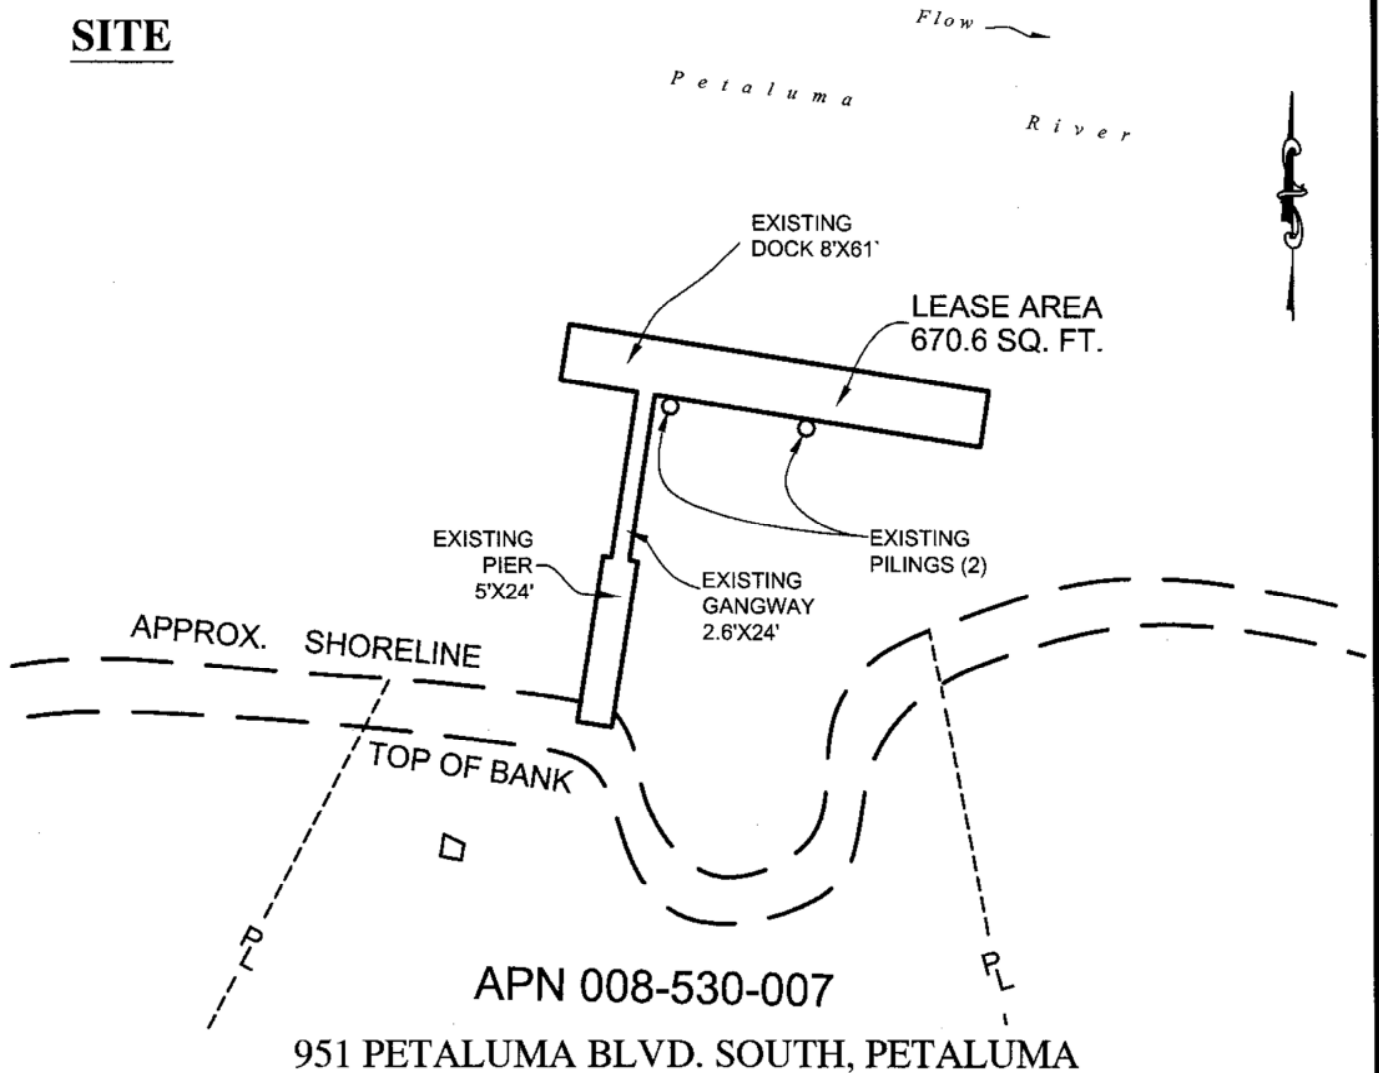 SITE
Flow
Petaluma
River
EXISTING
DOCK 8'X61'
LEASE AREA
670.6 SQ. FT.
EXISTING
PIER
5'X24'
EXISTING
PILINGS (2)
EXISTING
GANGWAY
2.6'X24'
APPROX. SHORELINE
TOP OF BANK
PL
PL
APN 008-530-007
951 PETALUMA BLVD. SOUTH, PETALUMA